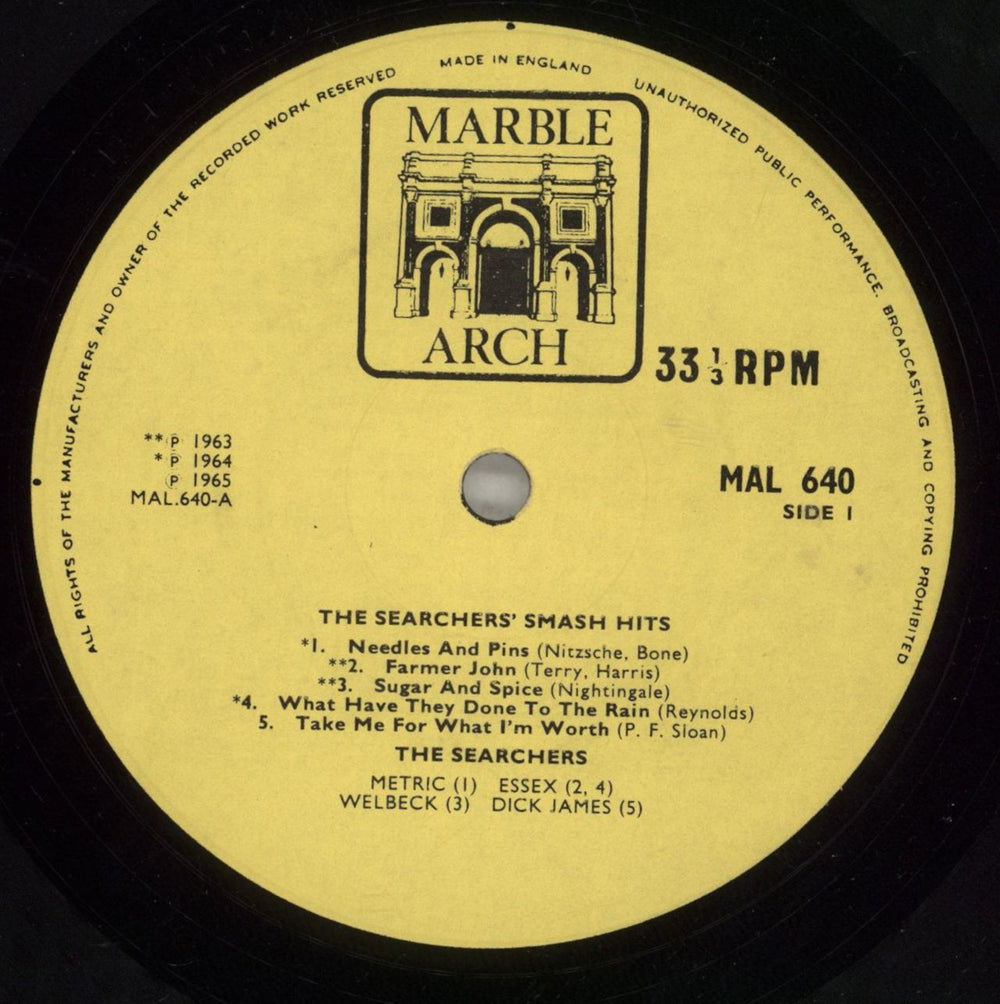 ALL RIGHTS OF THE MANUFACTURERS AND OWNER OF THE RECORDED WORK RESERVED
MADE IN ENGLAND
UNAUTHORIZED PUBLIC PERFORMANCE, BROADCASTING AND COPYING PROHIBITED
MARBLE
ARCH
33 1/3 RPM
**Ⓟ 1963
*Ⓟ 1964
Ⓟ 1965
MAL.640-A
MAL 640
SIDE 1
THE SEARCHERS' SMASH HITS
*1. Needles And Pins (Nitzsche, Bone)
**2. Farmer John (Terry, Harris)
**3. Sugar And Spice (Nightingale)
*4. What Have They Done To The Rain (Reynolds)
5. Take Me For What I'm Worth (P. F. Sloan)
THE SEARCHERS
METRIC (1) ESSEX (2, 4)
WELBECK (3) DICK JAMES (5)